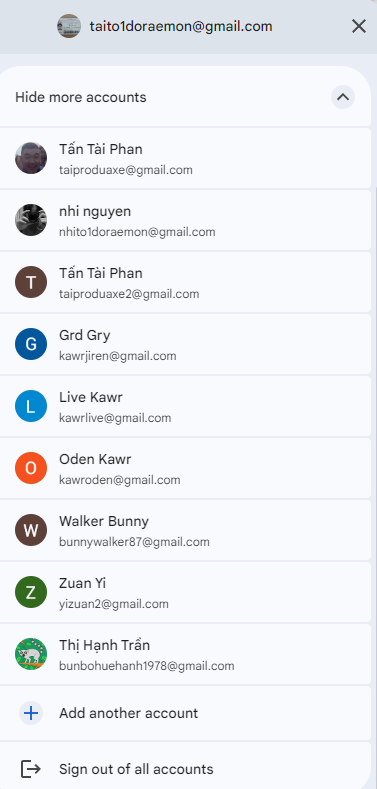 taito1doraemon@gmail.com
Hide more accounts
Tấn Tài Phan
taiproduaxe@gmail.com
nhi nguyen
nhito1doraemon@gmail.com
T
Tấn Tài Phan
taiproduaxe2@gmail.com
G
Grd Gry
kawrjiren@gmail.com
L
Live Kawr
kawrlive@gmail.com
O
Oden Kawr
kawroden@gmail.com
W
Walker Bunny
bunnywalker87@gmail.com
Z
Zuan Yi
yizuan2@gmail.com
Thị Hạnh Trần
bunbohuehanh1978@gmail.com
Add another account
Sign out of all accounts